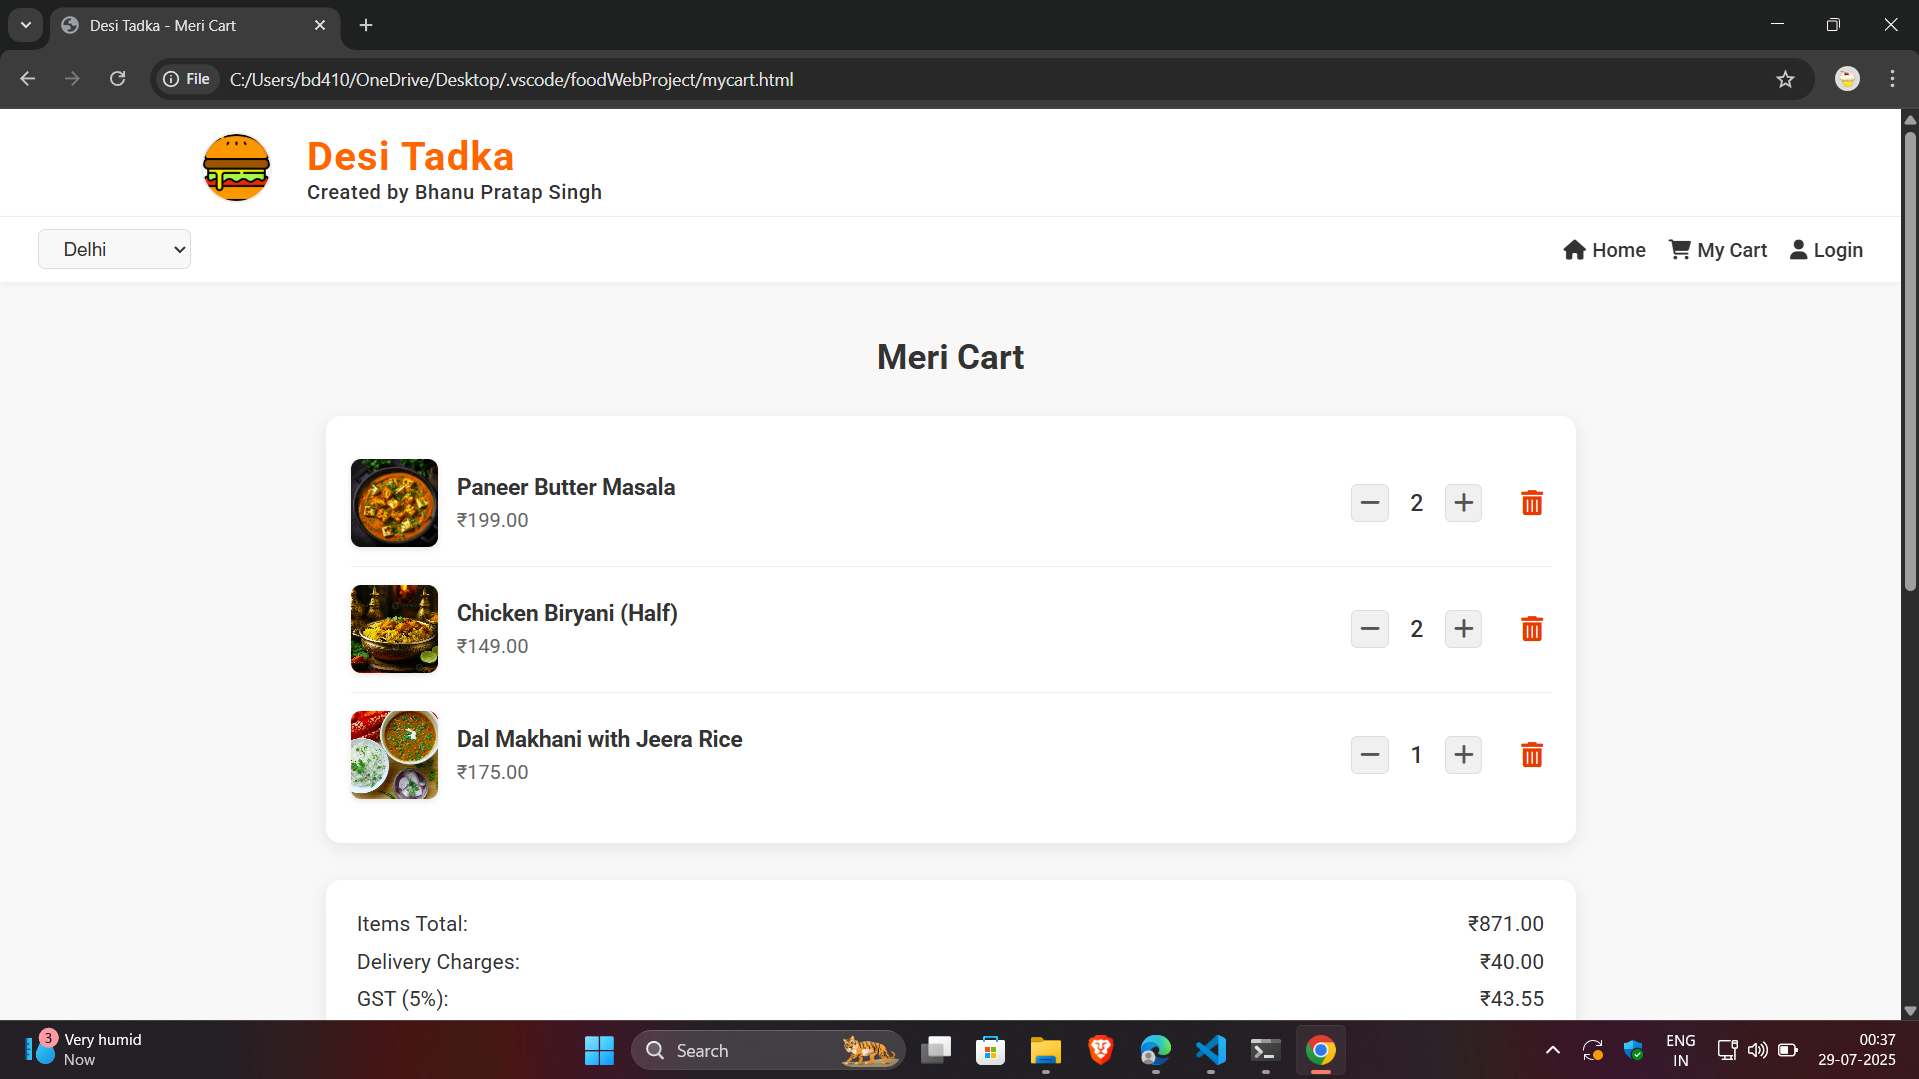 Desi Tadka - Meri Cart
File
C:/Users/bd410/OneDrive/Desktop/.vscode/foodWebProject/mycart.html
Desi Tadka
Created by Bhanu Pratap Singh
Delhi
Home
My Cart
Login
Meri Cart
Paneer Butter Masala
₹199.00
2
Chicken Biryani (Half)
₹149.00
2
Dal Makhani with Jeera Rice
₹175.00
1
Items Total: ₹871.00
Delivery Charges: ₹40.00
GST (5%): ₹43.55
3
Very humid
Now
Search
ENG
IN
00:37
29-07-2025